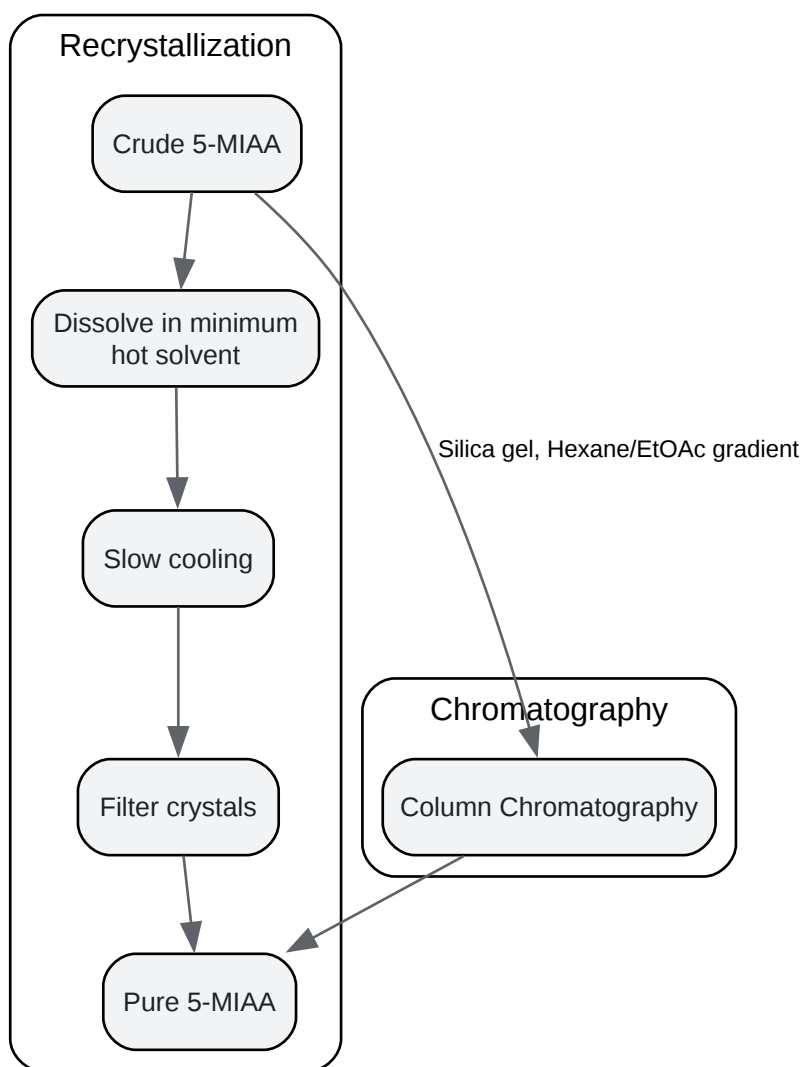 Recrystallization
Crude 5-MIAA
Dissolve in minimum
hot solvent
Silica gel, Hexane/EtOAc gradient
Slow cooling
Chromatography
Filter crystals
Column Chromatography
Pure 5-MIAA